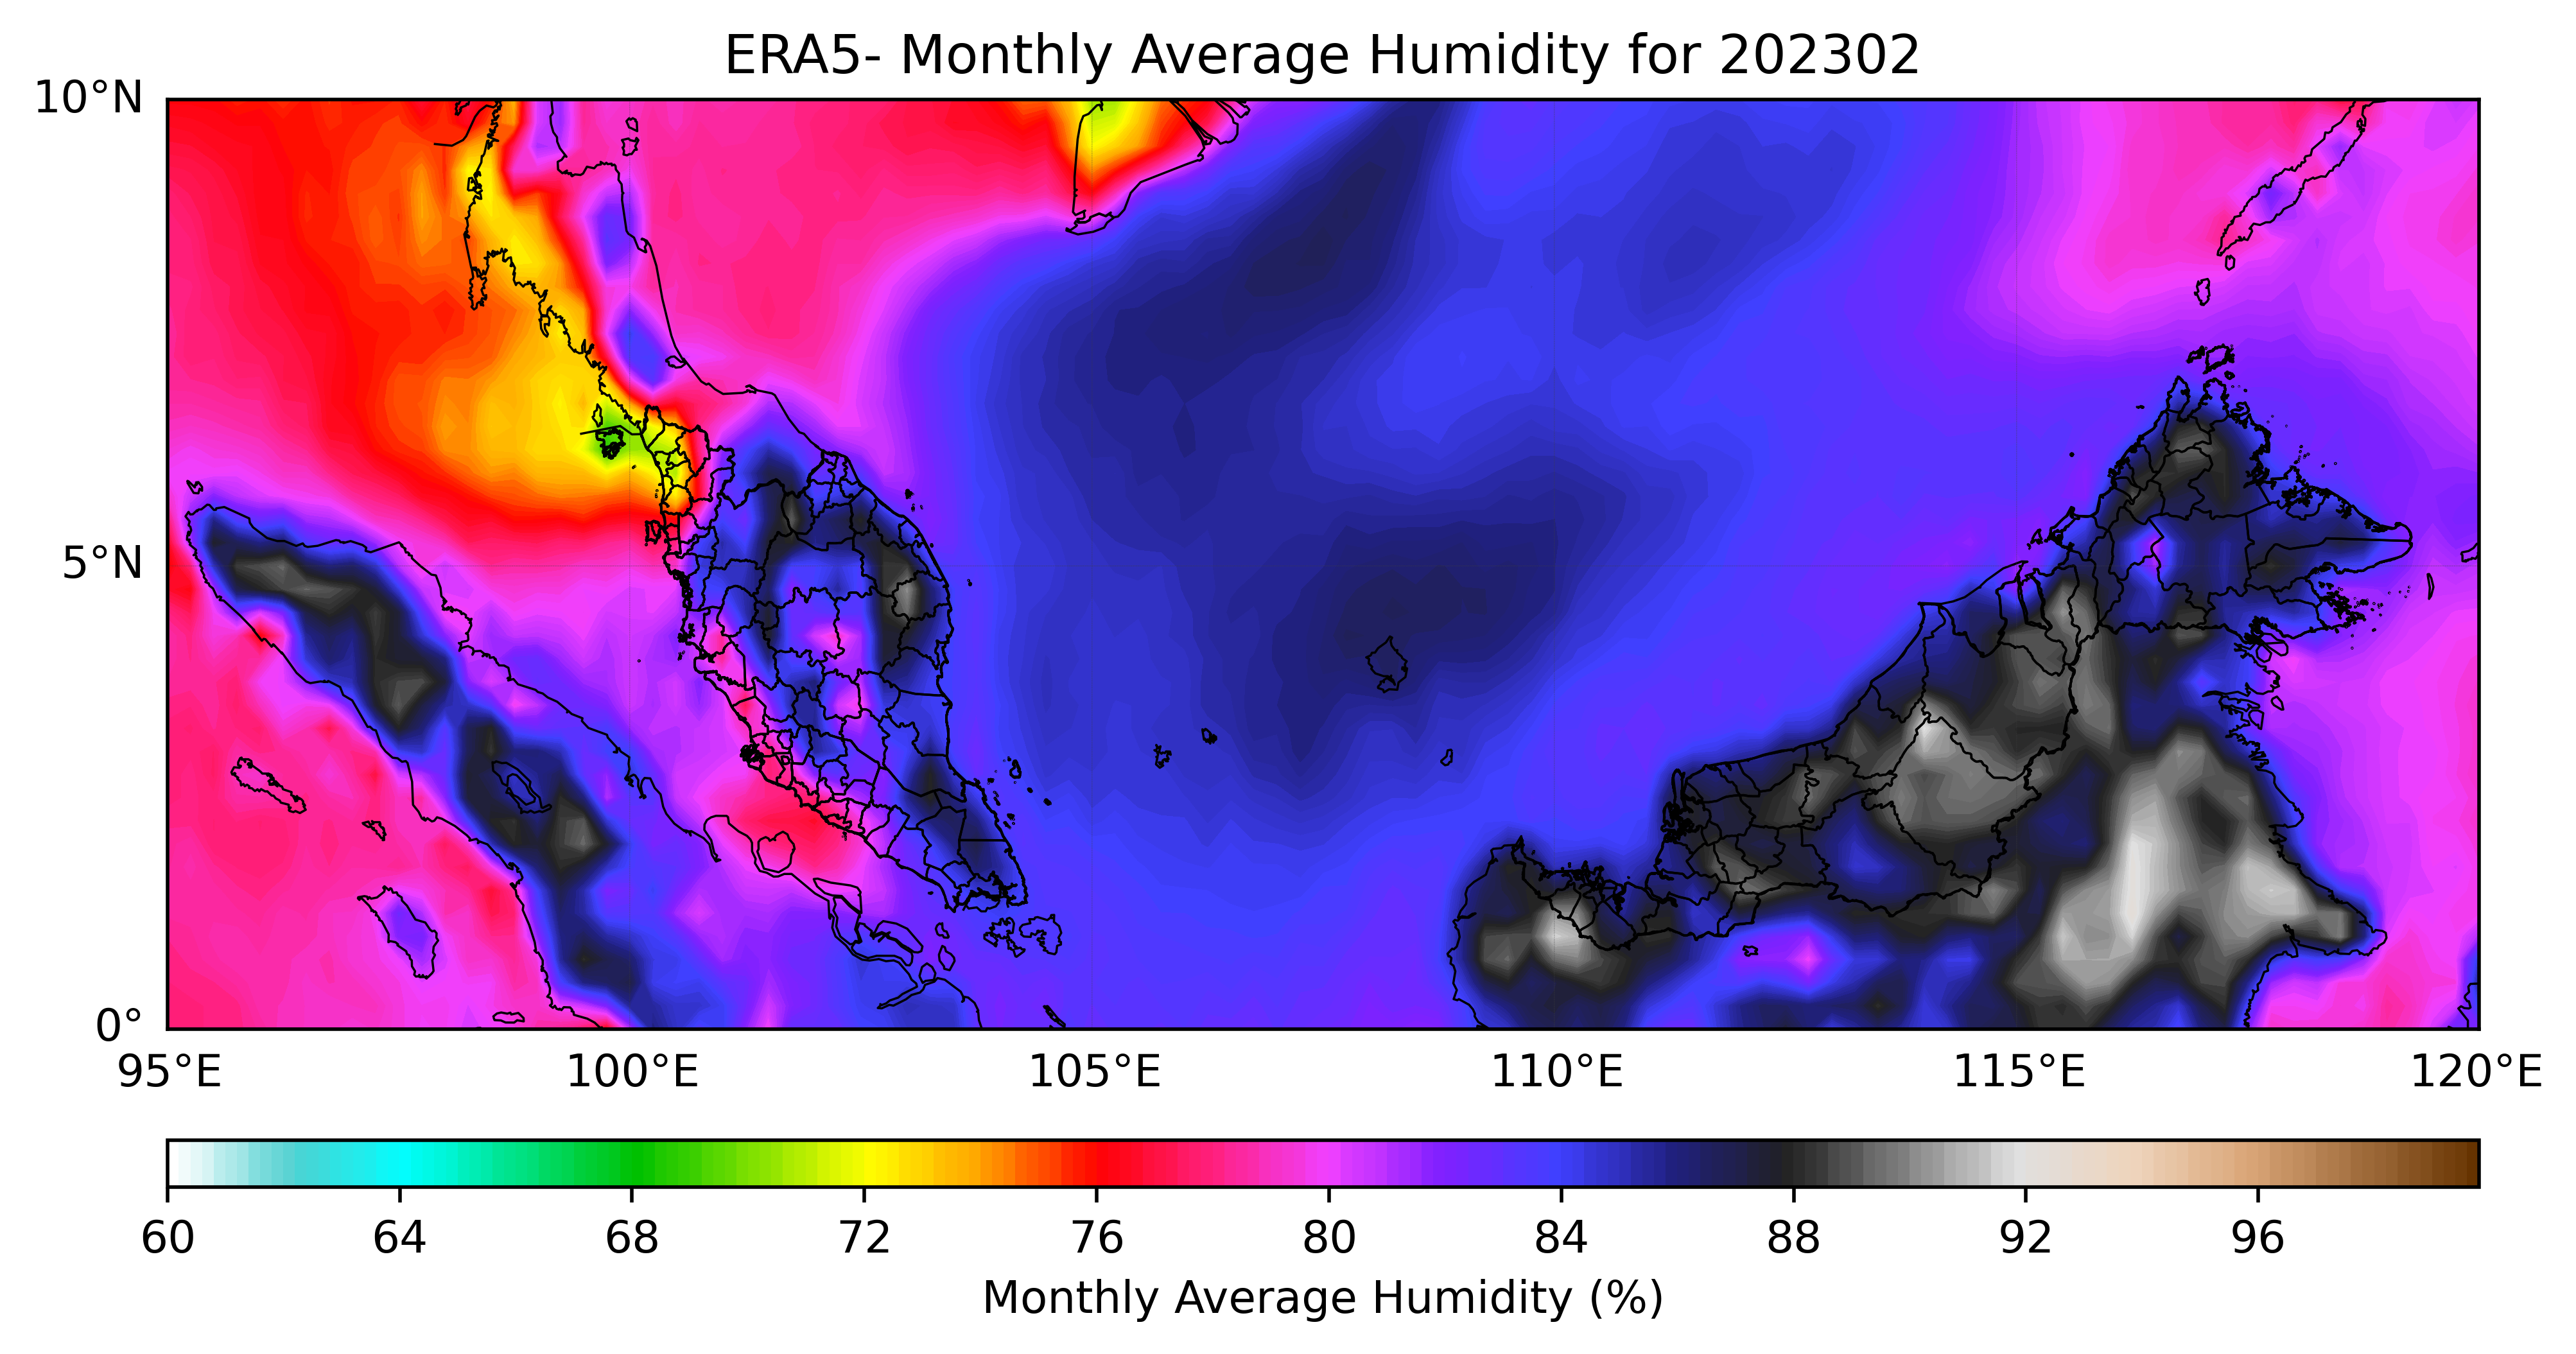 ERA5- Monthly Average Humidity for 202302
10°N
5°N
0°
95°E 100°E 105°E 110°E 115°E 120°E
60 64 68 72 76 80 84 88 92 96
Monthly Average Humidity (%)